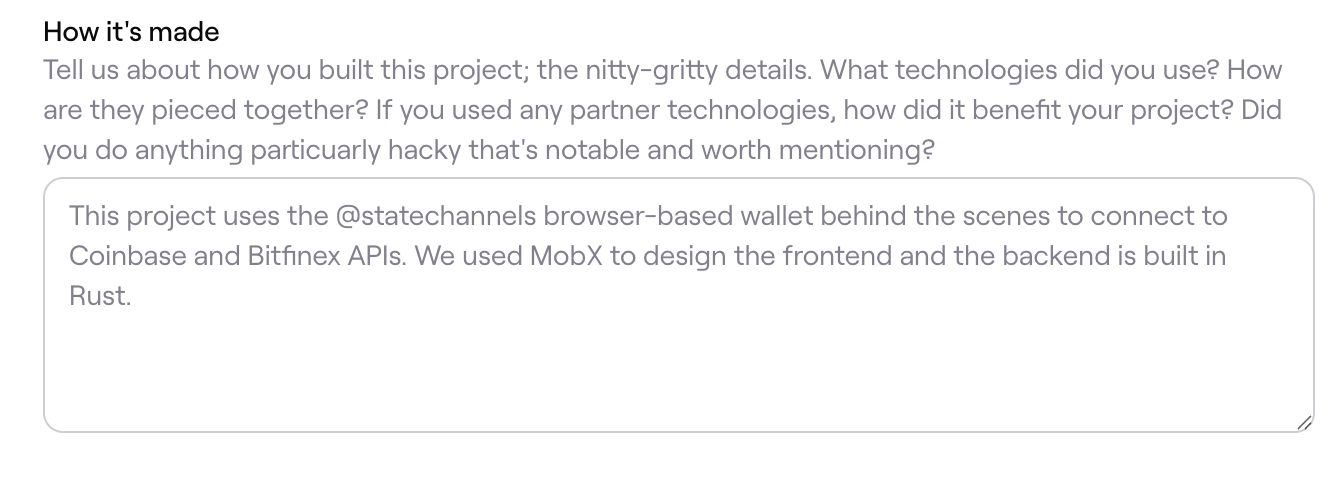 How it's made
Tell us about how you built this project; the nitty-gritty details. What technologies did you use? How
are they pieced together? If you used any partner technologies, how did it benefit your project? Did
you do anything particuarly hacky that's notable and worth mentioning?
This project uses the @statechannels browser-based wallet behind the scenes to connect to
Coinbase and Bitfinex APIs. We used MobX to design the frontend and the backend is built in
Rust.